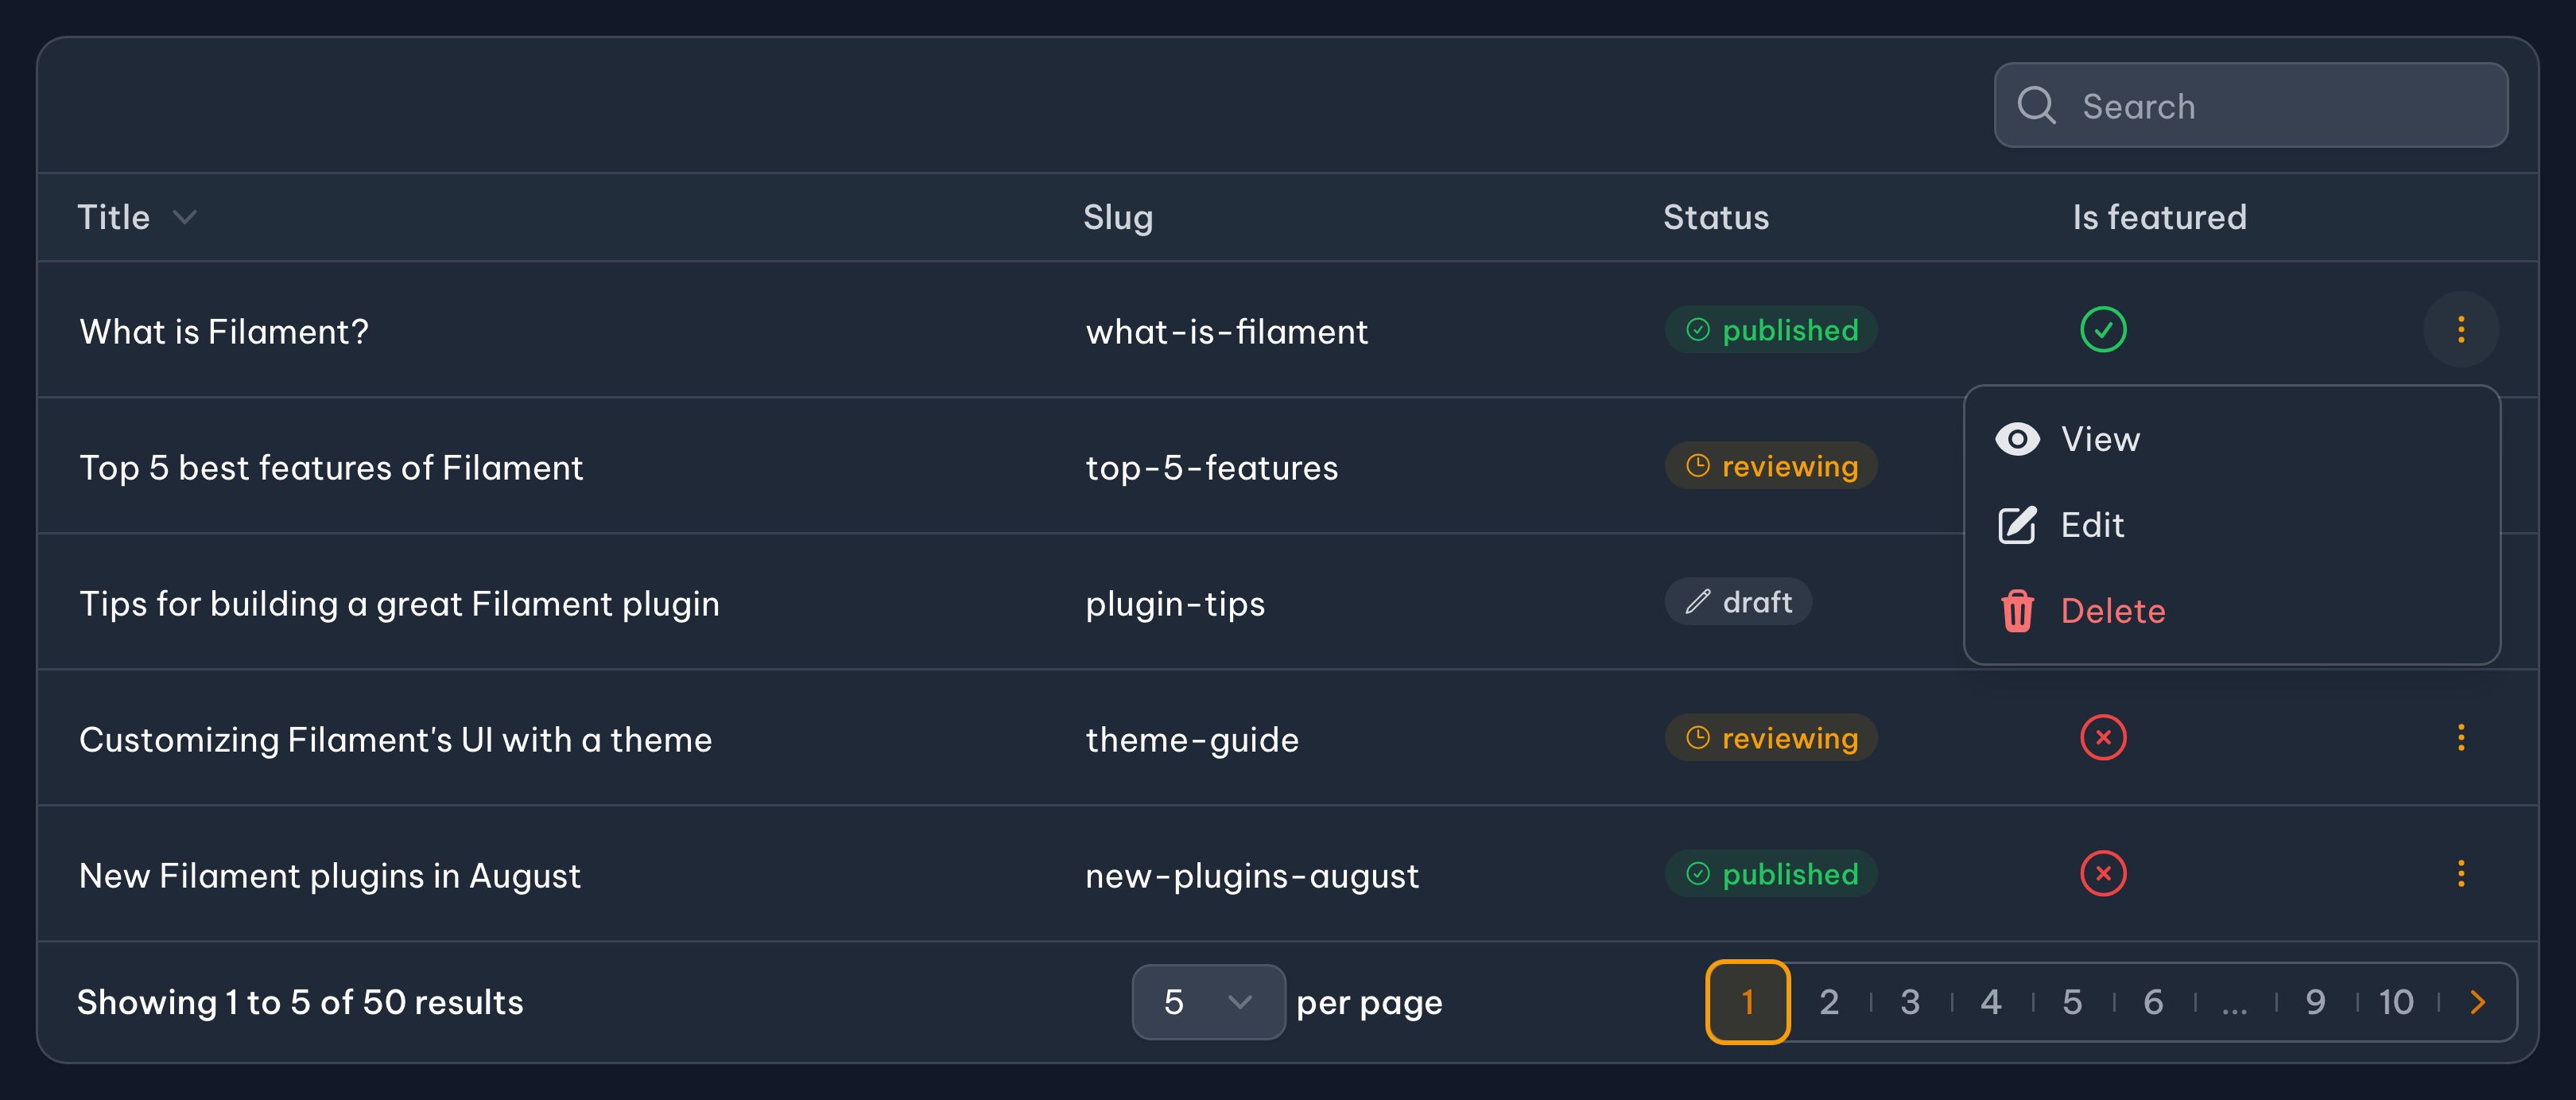 Search
Title Slug Status Is featured
What is Filament? what-is-filament published
View
Top 5 best features of Filament top-5-features reviewing
Edit
Tips for building a great Filament plugin plugin-tips draft
Delete
Customizing Filament's UI with a theme theme-guide reviewing
New Filament plugins in August new-plugins-august published
Showing 1 to 5 of 50 results 5 per page 1 2 3 4 5 6 ... 9 10